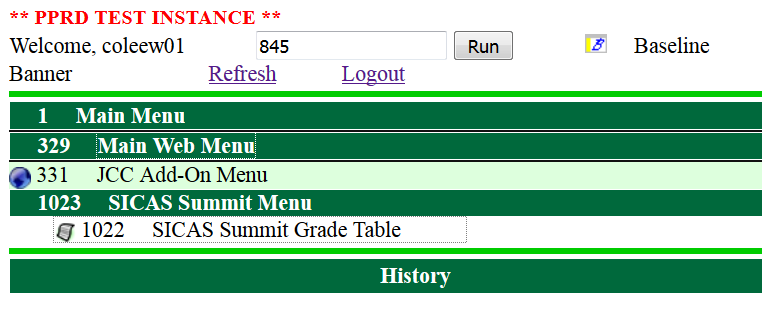 ** PPRD TEST INSTANCE **
Welcome, coleew01 845 Run Baseline
Banner Refresh Logout
1 Main Menu
329 Main Web Menu
331 JCC Add-On Menu
1023 SICAS Summit Menu
1022 SICAS Summit Grade Table
History